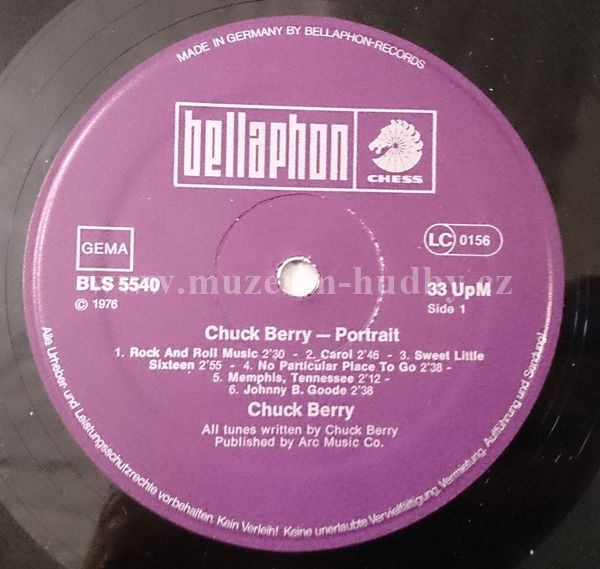 MADE IN GERMANY BY BELLAPHON-RECORDS
bellaphon
CHESS
GEMA
LC 0156
BLS 5540
© 1976
33 UpM
Side 1
www.muzeum-hudby.cz
Chuck Berry — Portrait
1. Rock And Roll Music 2'30 - 2. Carol 2'46 - 3. Sweet Little
Sixteen 2'55 - 4. No Particular Place To Go 2'38 -
5. Memphis, Tennessee 2'12 -
6. Johnny B. Goode 2'38
Chuck Berry
All tunes written by Chuck Berry
Published by Arc Music Co.
Alle Urheber- und Leistungsschutzrechte vorbehalten. Kein Verleih! Keine unerlaubte Vervielfältigung, Vermietung, Aufführung und Sendung!